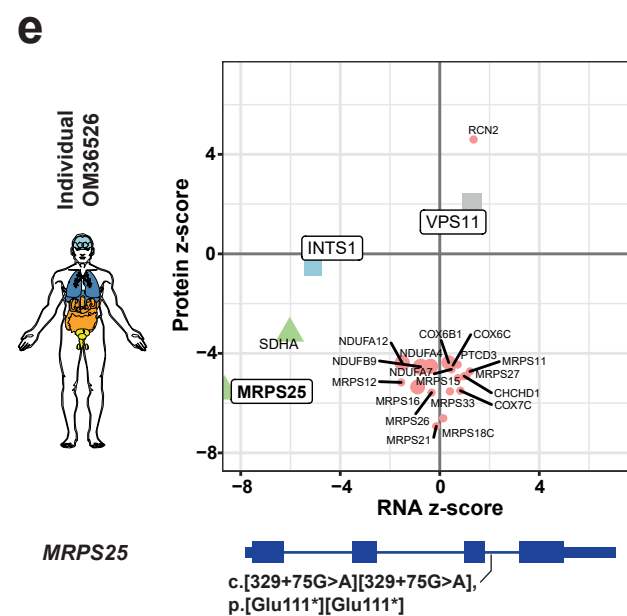 e
Individual
OM36526
Protein z-score
4
0
−4
−8
RCN2
VPS11
INTS1
SDHA
MRPS25
NDUFA12
COX6B1
COX6C
NDUFB9
NDUFA4
PTCD3
MRPS11
NDUFA7
MRPS27
MRPS12
MRPS15
CHCHD1
MRPS16
MRPS33
COX7C
MRPS26
MRPS21
MRPS18C
−8
−4
0
4
RNA z-score
MRPS25
c.[329+75G>A][329+75G>A],
p.[Glu111*][Glu111*]